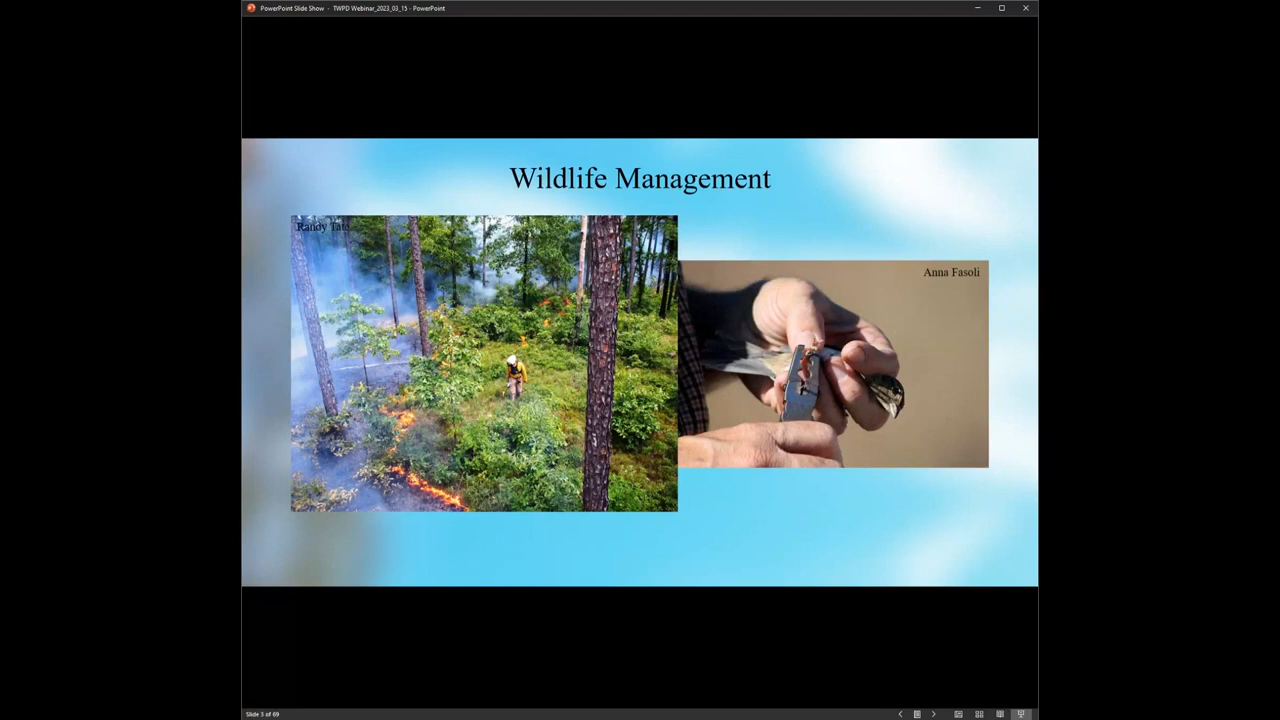 PowerPoint Slide Show - TWPD Webinar_2023_03_15 - PowerPoint
Wildlife Management
Randy Tate
Anna Fasoli
Slide 3 of 69